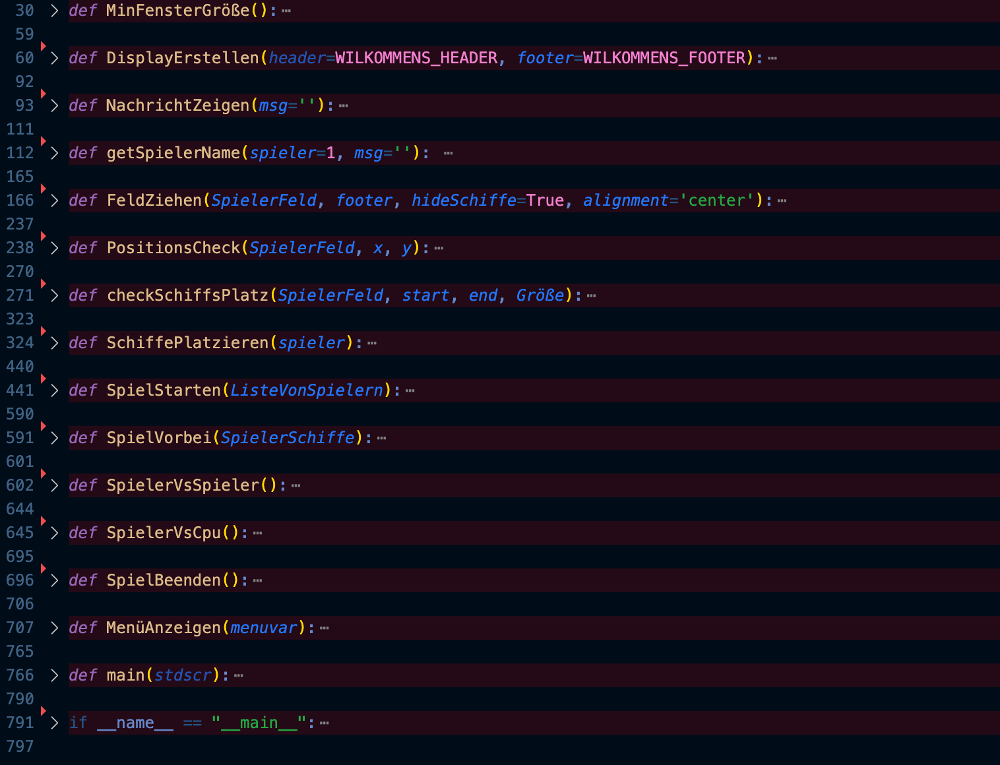 30 > def MinFensterGröße():⋯
59
60 > def DisplayErstellen(header=WILKOMMENS_HEADER, footer=WILKOMMENS_FOOTER):⋯
92
93 > def NachrichtZeigen(msg=''):⋯
111
112 > def getSpielerName(spieler=1, msg=''): ⋯
165
166 > def FeldZiehen(SpielerFeld, footer, hideSchiffe=True, alignment='center'):⋯
237
238 > def PositionsCheck(SpielerFeld, x, y):⋯
270
271 > def checkSchiffsPlatz(SpielerFeld, start, end, Größe):⋯
323
324 > def SchiffePlatzieren(spieler):⋯
440
441 > def SpielStarten(ListeVonSpielern):⋯
590
591 > def SpielVorbei(SpielerSchiffe):⋯
601
602 > def SpielerVsSpieler():⋯
644
645 > def SpielerVsCpu():⋯
695
696 > def SpielBeenden():⋯
706
707 > def MenüAnzeigen(menuvar):⋯
765
766 > def main(stdscr):⋯
790
791 > if __name__ == "__main__":⋯
797